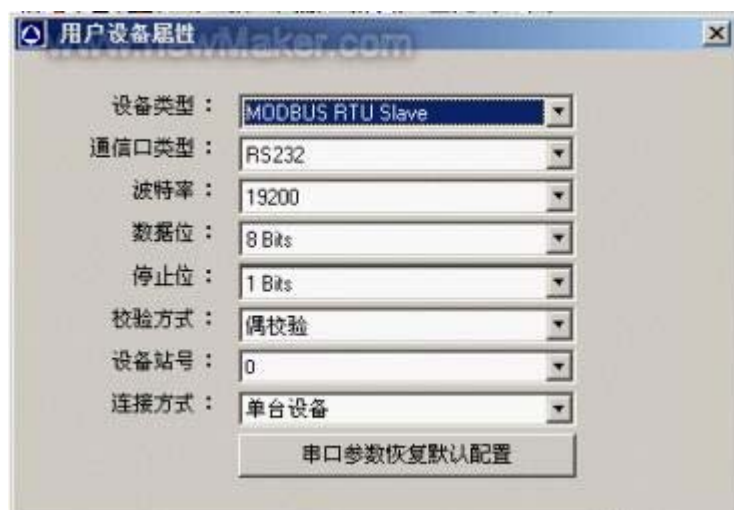 用户设备属性
www.newMaker.com
设备类型： MODBUS RTU Slave
通信口类型： RS232
波特率： 19200
数据位： 8 Bits
停止位： 1 Bits
校验方式： 偶校验
设备站号： 0
连接方式： 单台设备
串口参数恢复默认配置